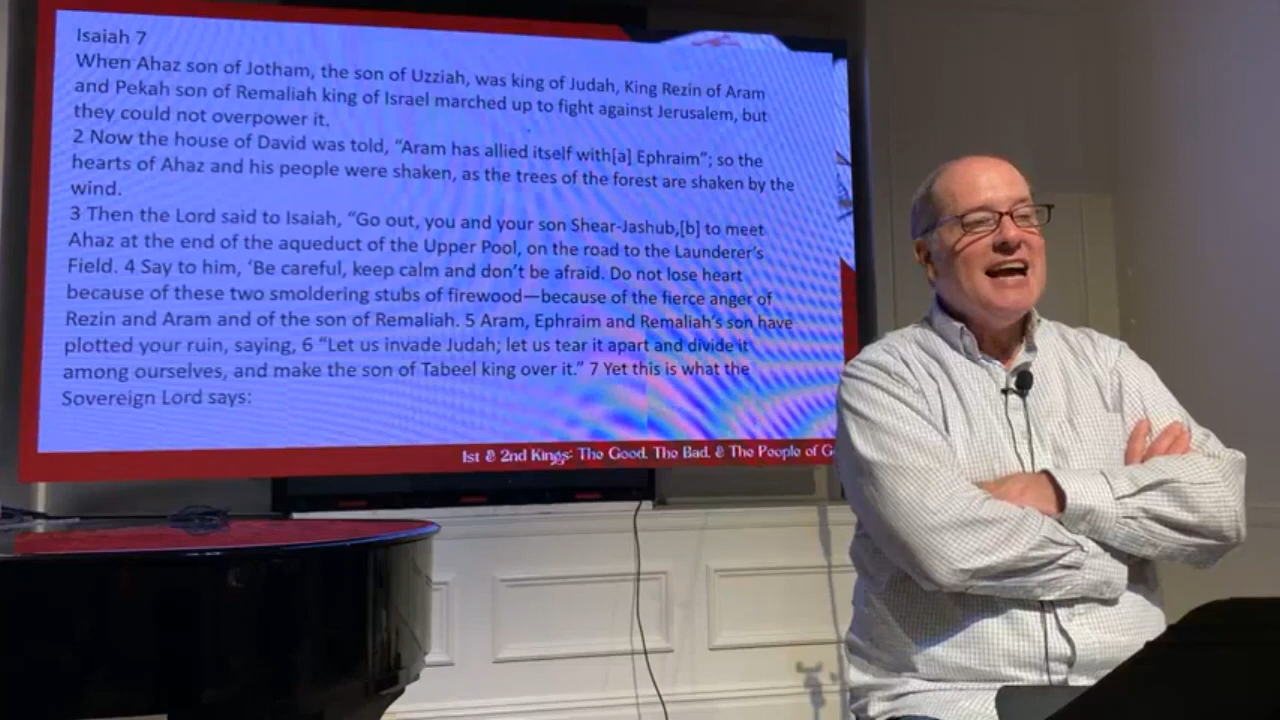 Isaiah 7
When Ahaz son of Jotham, the son of Uzziah, was king of Judah, King Rezin of Aram
and Pekah son of Remaliah king of Israel marched up to fight against Jerusalem, but
they could not overpower it.
2 Now the house of David was told, “Aram has allied itself with[a] Ephraim”; so the
hearts of Ahaz and his people were shaken, as the trees of the forest are shaken by the
wind.
3 Then the Lord said to Isaiah, “Go out, you and your son Shear-Jashub,[b] to meet
Ahaz at the end of the aqueduct of the Upper Pool, on the road to the Launderer’s
Field. 4 Say to him, ‘Be careful, keep calm and don’t be afraid. Do not lose heart
because of these two smoldering stubs of firewood—because of the fierce anger of
Rezin and Aram and of the son of Remaliah. 5 Aram, Ephraim and Remaliah’s son have
plotted your ruin, saying, 6 “Let us invade Judah; let us tear it apart and divide it
among ourselves, and make the son of Tabeel king over it.” 7 Yet this is what the
Sovereign Lord says:
1st & 2nd Kings: The Good, The Bad, & The People of G